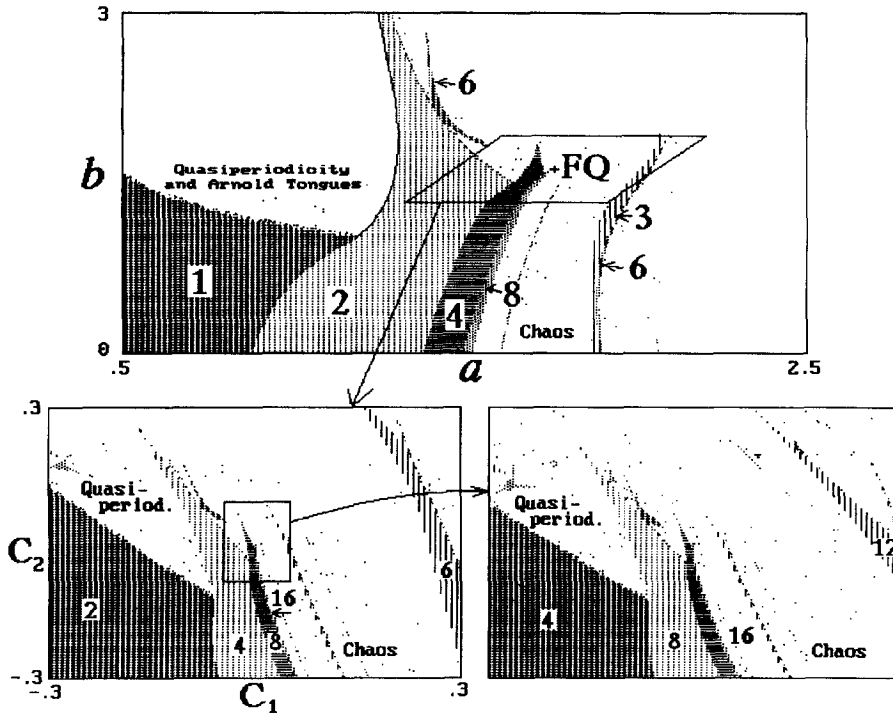 3
6
b
Quasiperiodicity
and Arnold Tongues
FQ
3
1
2
6
8
4
Chaos
0
.5
a
2.5
.3
Quasi-
period.
C2
6
2
16
4
8
Chaos
-.3
-.3
C1
.3
Quasi-
period.
12
4
16
8
Chaos